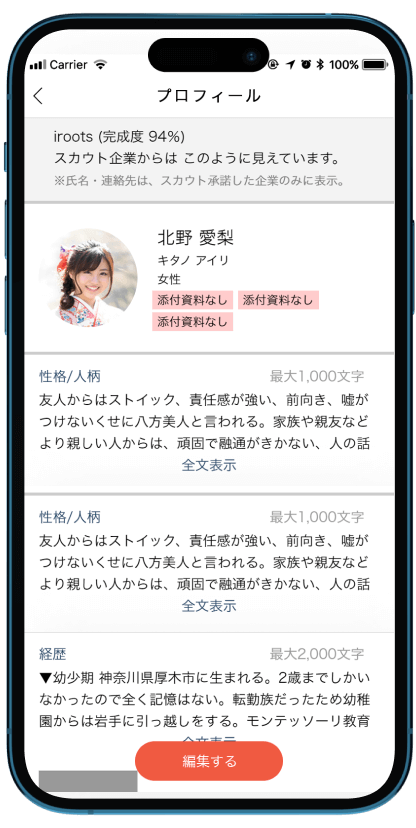 Carrier 100%
プロフィール
iroots (完成度 94%)
スカウト企業からは このように見えています。
※氏名・連絡先は、スカウト承諾した企業のみに表示。
北野 愛梨
キタノ アイリ
女性
添付資料なし 添付資料なし
添付資料なし
性格/人柄 最大1,000文字
友人からはストイック、責任感が強い、前向き、嘘が
つけないくせに八方美人と言われる。家族や親友など
より親しい人からは、頑固で融通がきかない、人の話
全文表示
性格/人柄 最大1,000文字
友人からはストイック、責任感が強い、前向き、嘘が
つけないくせに八方美人と言われる。家族や親友など
より親しい人からは、頑固で融通がきかない、人の話
全文表示
経歴 最大2,000文字
▼幼少期 神奈川県厚木市に生まれる。2歳までしかい
なかったので全く記憶はない。転勤族だったため幼稚
園からは岩手に引っ越しをする。モンテッソーリ教育
全文表示
編集する